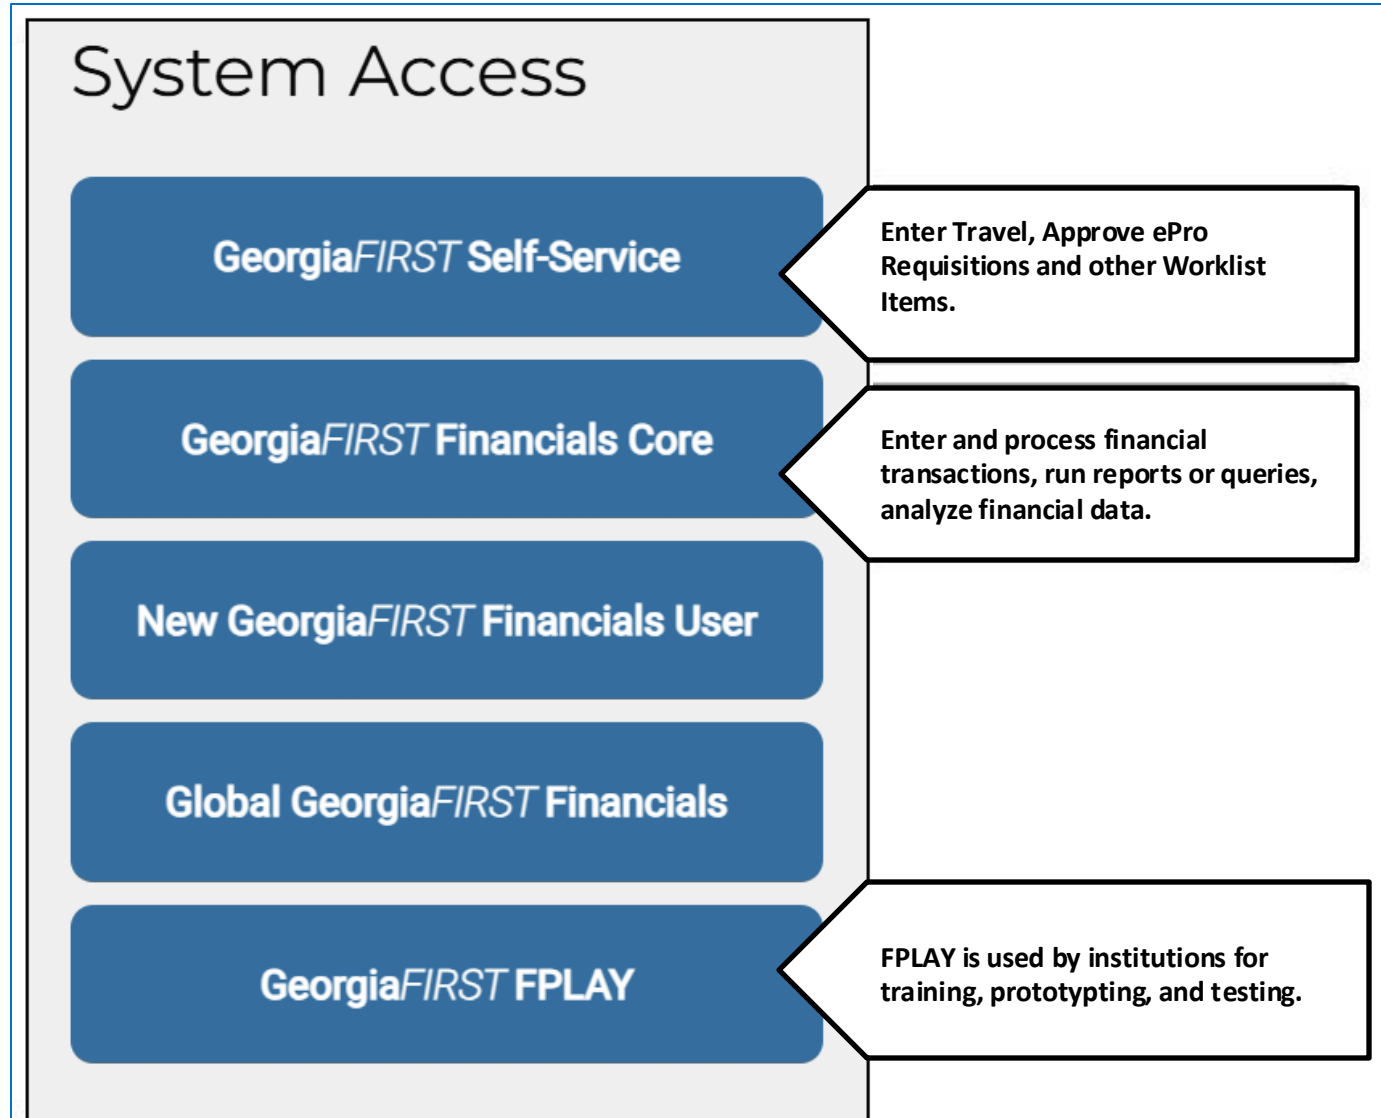 System Access
GeorgiaFIRST Self-Service
Enter Travel, Approve ePro
Requisitions and other Worklist
Items.
GeorgiaFIRST Financials Core
Enter and process financial
transactions, run reports or queries,
analyze financial data.
New GeorgiaFIRST Financials User
Global GeorgiaFIRST Financials
GeorgiaFIRST FPLAY
FPLAY is used by institutions for
training, prototypting, and testing.